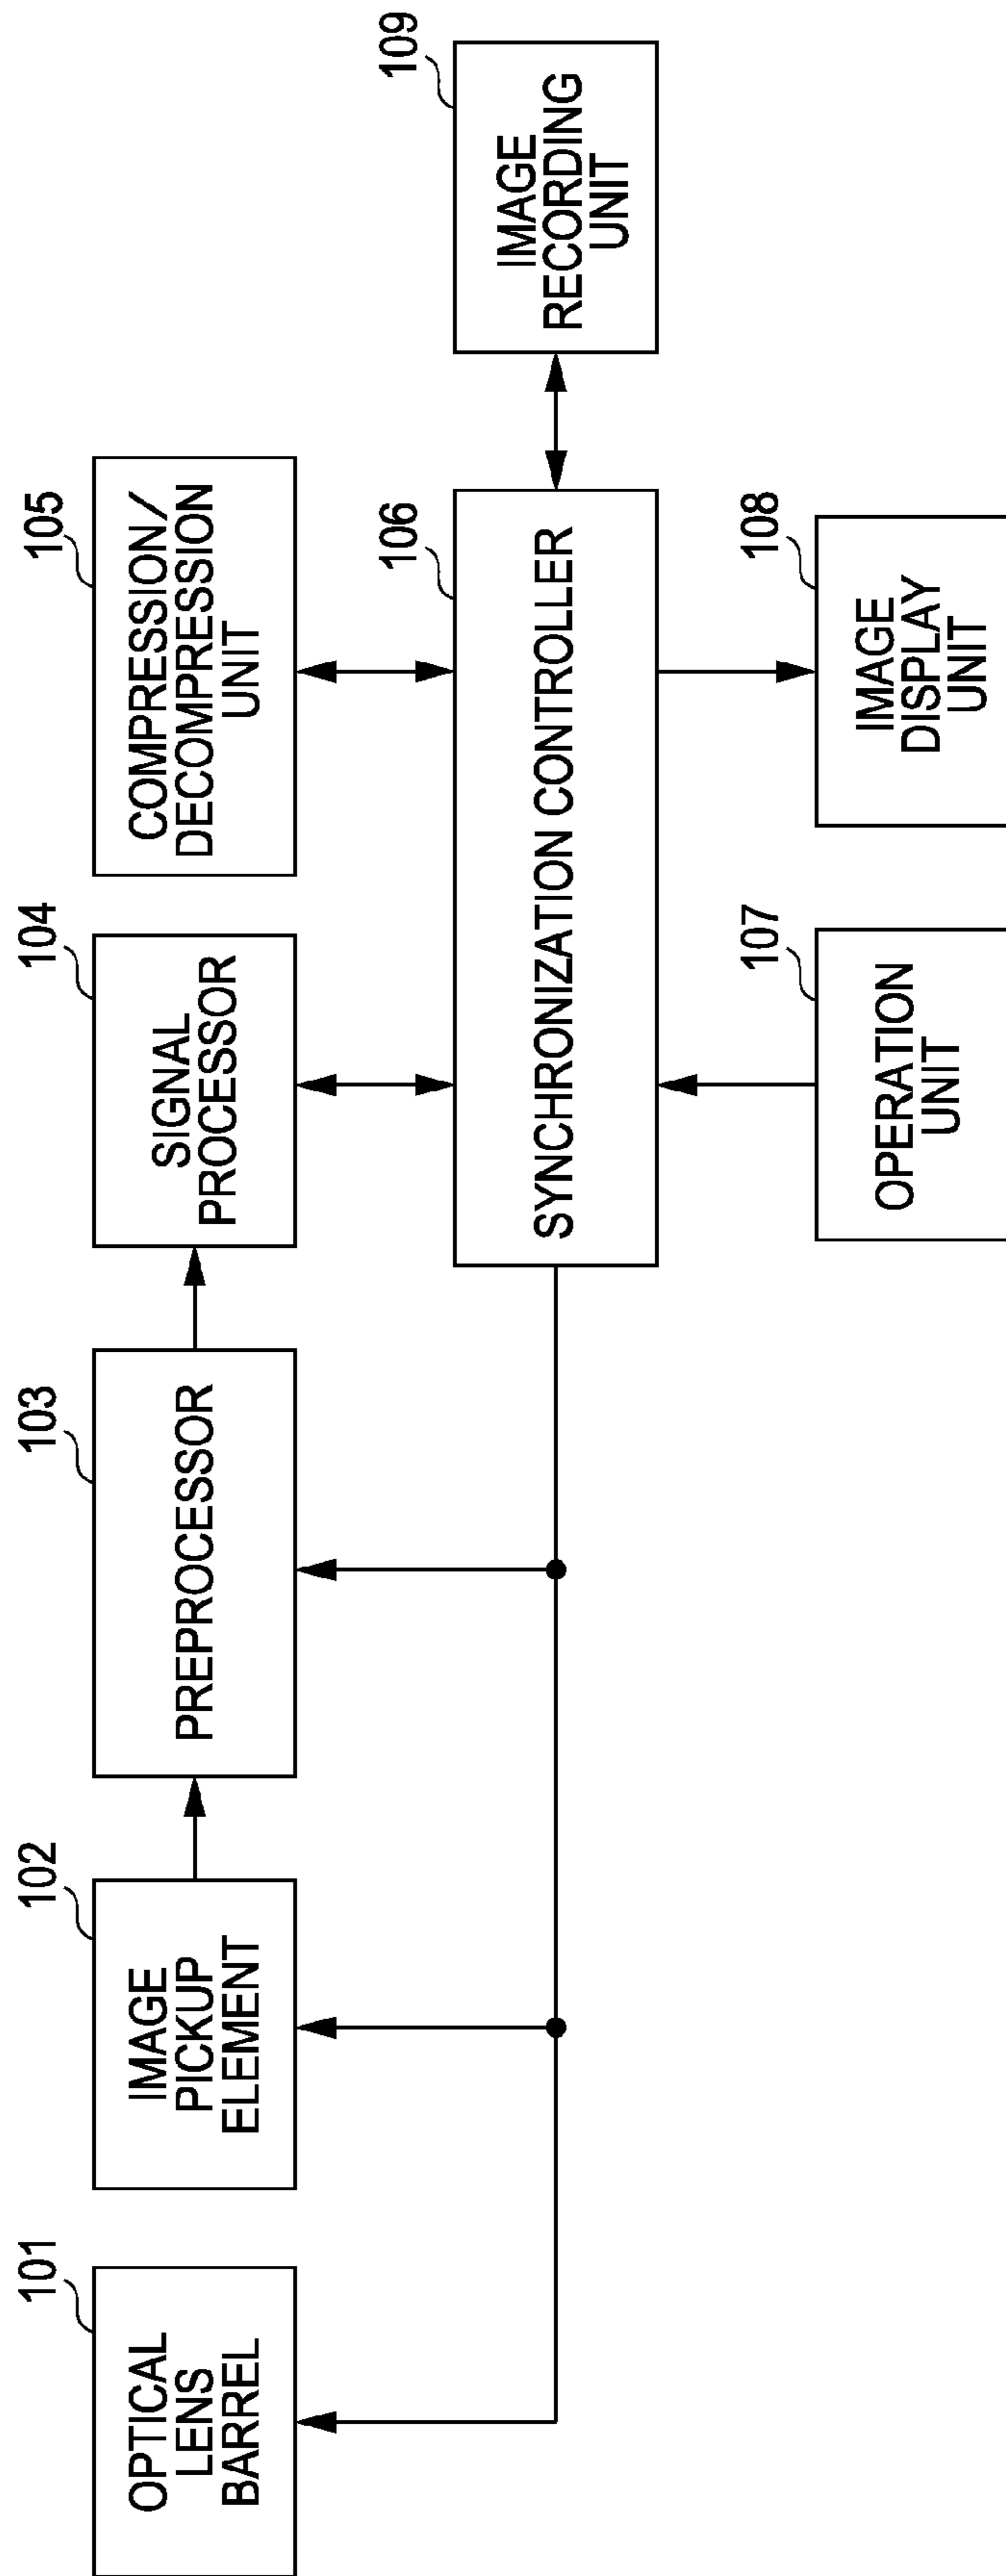 101
OPTICAL
LENS
BARREL
102
IMAGE
PICKUP
ELEMENT
103
PREPROCESSOR
104
SIGNAL
PROCESSOR
105
COMPRESSION/
DECOMPRESSION
UNIT
106
SYNCHRONIZATION CONTROLLER
109
IMAGE
RECORDING
UNIT
107
OPERATION
UNIT
108
IMAGE
DISPLAY
UNIT